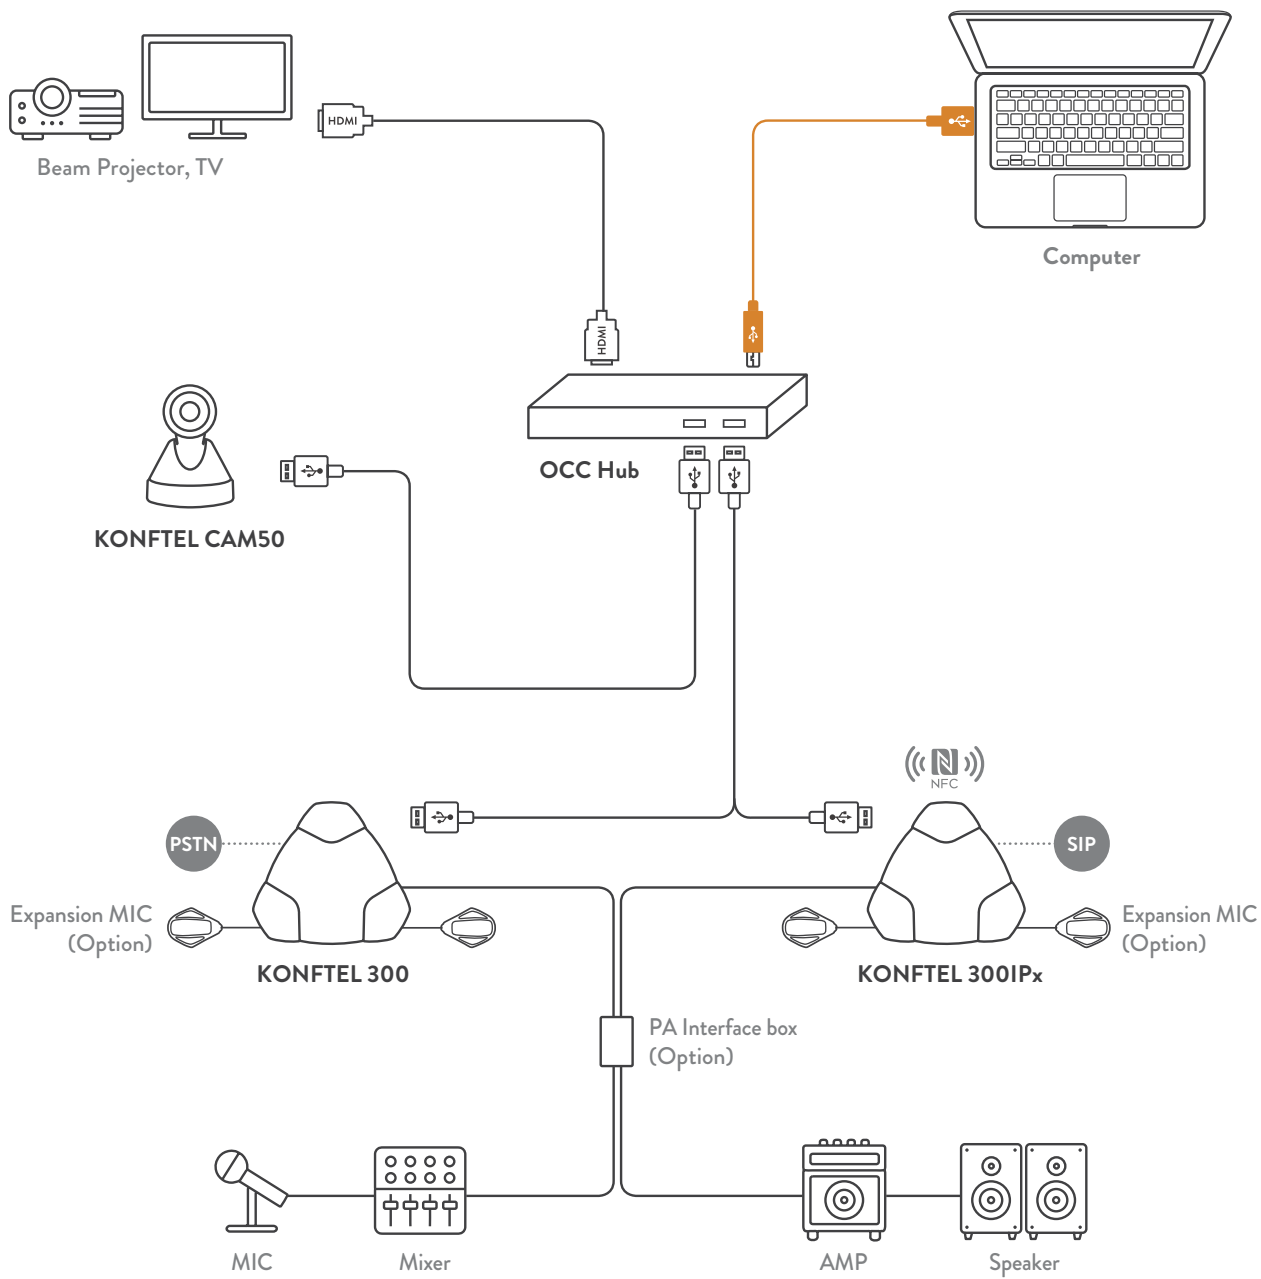 HDMI
Beam Projector, TV
Computer
HDMI
OCC Hub
KONFTEL CAM50
N
NFC
PSTN
SIP
Expansion MIC
(Option)
Expansion MIC
(Option)
KONFTEL 300
KONFTEL 300IPx
PA Interface box
(Option)
MIC
Mixer
AMP
Speaker